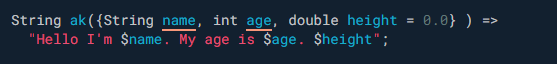 String ak({String name, int age, double height = 0.0} ) =>
"Hello I'm $name. My age is $age. $height";